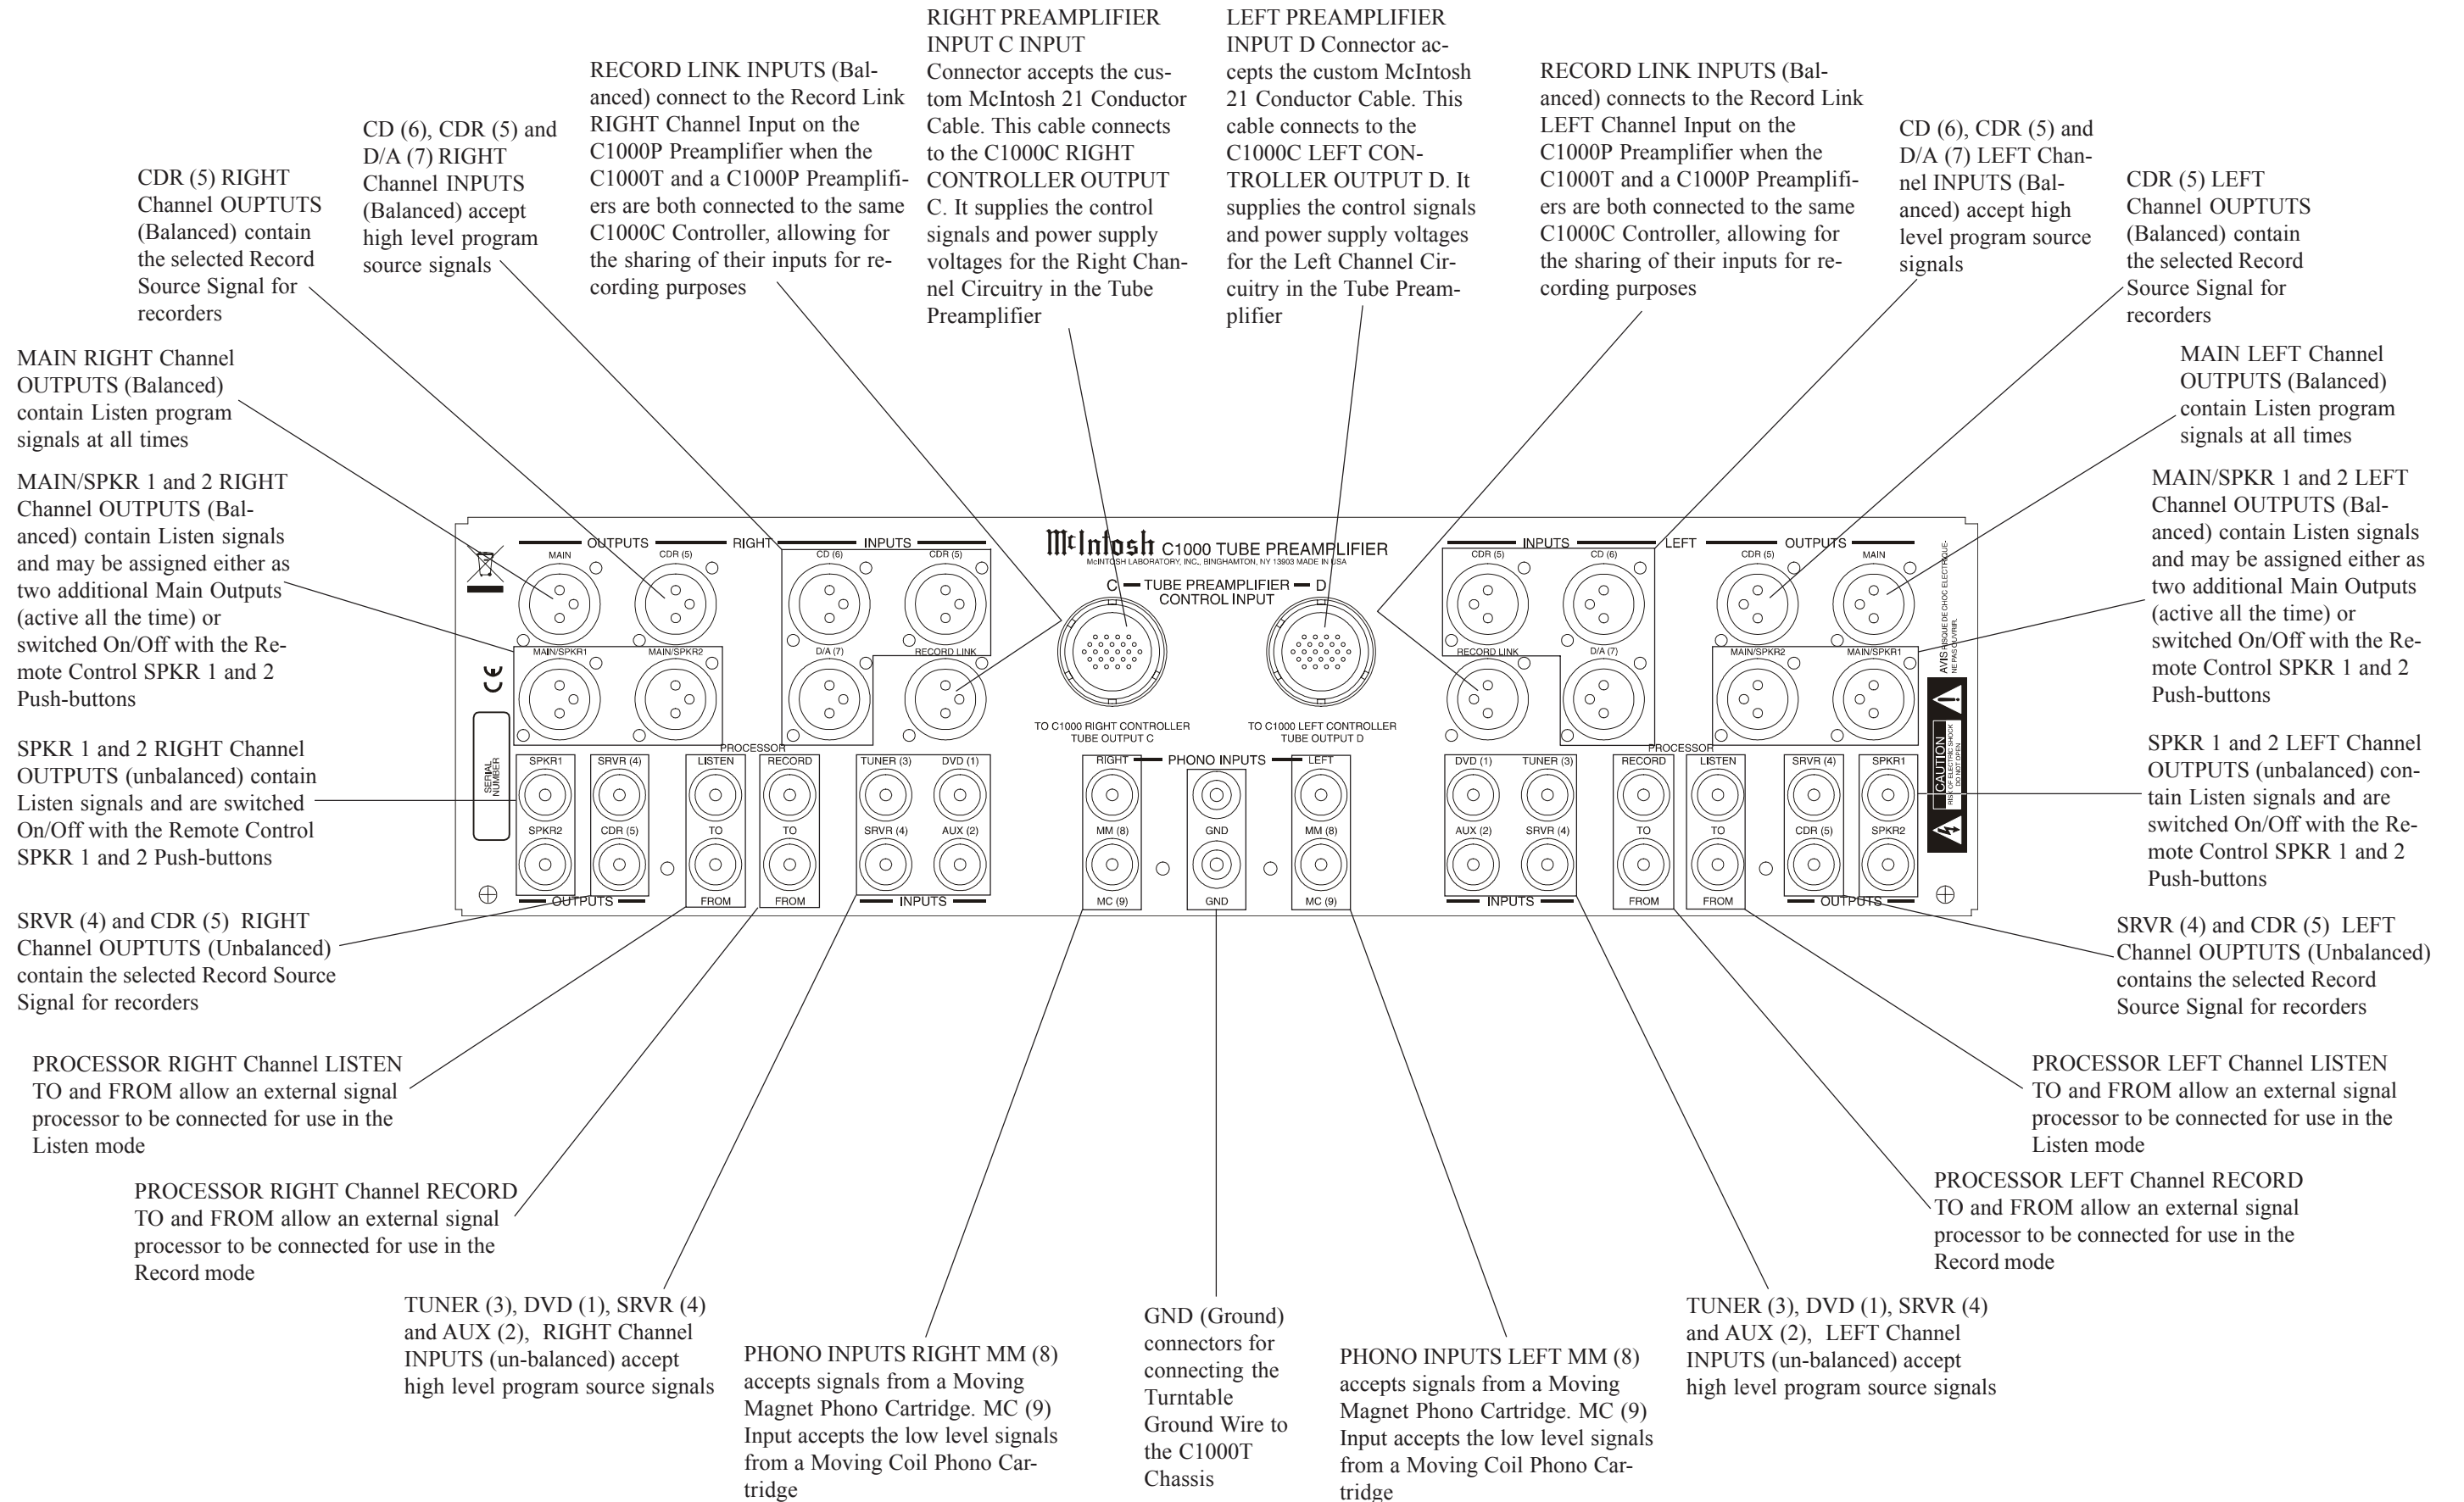 RIGHT PREAMPLIFIER
INPUT C INPUT
Connector accepts the cus-
tom McIntosh 21 Conductor
Cable. This cable connects
to the C1000C RIGHT
CONTROLLER OUTPUT
C. It supplies the control
signals and power supply
voltages for the Right Chan-
nel Circuitry in the Tube
Preamplifier
LEFT PREAMPLIFIER
INPUT D Connector ac-
cepts the custom McIntosh
21 Conductor Cable. This
cable connects to the
C1000C LEFT CON-
TROLLER OUTPUT D. It
supplies the control signals
and power supply voltages
for the Left Channel Cir-
cuitry in the Tube Pream-
plifier
RECORD LINK INPUTS (Bal-
anced) connect to the Record Link
RIGHT Channel Input on the
C1000P Preamplifier when the
C1000T and a C1000P Preamplifi-
ers are both connected to the same
C1000C Controller, allowing for
the sharing of their inputs for re-
cording purposes
RECORD LINK INPUTS (Bal-
anced) connects to the Record Link
LEFT Channel Input on the
C1000P Preamplifier when the
C1000T and a C1000P Preamplifi-
ers are both connected to the same
C1000C Controller, allowing for
the sharing of their inputs for re-
cording purposes
CD (6), CDR (5) and
D/A (7) RIGHT
Channel INPUTS
(Balanced) accept
high level program
source signals
CD (6), CDR (5) and
D/A (7) LEFT Chan-
nel INPUTS (Bal-
anced) accept high
level program source
signals
CDR (5) RIGHT
Channel OUPTUTS
(Balanced) contain
the selected Record
Source Signal for
recorders
CDR (5) LEFT
Channel OUPTUTS
(Balanced) contain
the selected Record
Source Signal for
recorders
MAIN RIGHT Channel
OUTPUTS (Balanced)
contain Listen program
signals at all times
MAIN LEFT Channel
OUTPUTS (Balanced)
contain Listen program
signals at all times
MAIN/SPKR 1 and 2 RIGHT
Channel OUTPUTS (Bal-
anced) contain Listen signals
and may be assigned either as
two additional Main Outputs
(active all the time) or
switched On/Off with the Re-
mote Control SPKR 1 and 2
Push-buttons
MAIN/SPKR 1 and 2 LEFT
Channel OUTPUTS (Bal-
anced) contain Listen signals
and may be assigned either as
two additional Main Outputs
(active all the time) or
switched On/Off with the Re-
mote Control SPKR 1 and 2
Push-buttons
SPKR 1 and 2 RIGHT Channel
OUTPUTS (unbalanced) contain
Listen signals and are switched
On/Off with the Remote Control
SPKR 1 and 2 Push-buttons
SPKR 1 and 2 LEFT Channel
OUTPUTS (unbalanced) con-
tain Listen signals and are
switched On/Off with the Re-
mote Control SPKR 1 and 2
Push-buttons
OUTPUTS RIGHT INPUTS
MAIN CDR (5) CD (6) CDR (5)
McIntosh C1000 TUBE PREAMPLIFIER
McINTOSH LABORATORY, INC., BINGHAMTON, NY 13903 MADE IN USA
C TUBE PREAMPLIFIER D
CONTROL INPUT
INPUTS LEFT OUTPUTS
CDR (5) CD (6) CDR (5) MAIN
MAIN/SPKR1 MAIN/SPKR2 D/A (7) RECORD LINK
RECORD LINK D/A (7) MAIN/SPKR2 MAIN/SPKR1
CE
SERIAL
NUMBER
TO C1000 RIGHT CONTROLLER
TUBE OUTPUT C
TO C1000 LEFT CONTROLLER
TUBE OUTPUT D
AVIS RISQUE DE CHOC ELECTRIQUE-
NE PAS OUVRIR.
CAUTION
RISK OF ELECTRIC SHOCK
DO NOT OPEN
PROCESSOR
SPKR1 SRVR (4) LISTEN RECORD TUNER (3) DVD (1)
SPKR2 CDR (5) TO TO SRVR (4) AUX (2)
OUTPUTS FROM FROM INPUTS
RIGHT PHONO INPUTS LEFT
MM (8) GND MM (8)
MC (9) GND MC (9)
PROCESSOR
DVD (1) TUNER (3) RECORD LISTEN SRVR (4) SPKR1
AUX (2) SRVR (4) TO TO CDR (5) SPKR2
INPUTS FROM FROM OUTPUTS
SRVR (4) and CDR (5) RIGHT
Channel OUPTUTS (Unbalanced)
contain the selected Record Source
Signal for recorders
SRVR (4) and CDR (5) LEFT
Channel OUPTUTS (Unbalanced)
contains the selected Record
Source Signal for recorders
PROCESSOR RIGHT Channel LISTEN
TO and FROM allow an external signal
processor to be connected for use in the
Listen mode
PROCESSOR LEFT Channel LISTEN
TO and FROM allow an external signal
processor to be connected for use in the
Listen mode
PROCESSOR RIGHT Channel RECORD
TO and FROM allow an external signal
processor to be connected for use in the
Record mode
PROCESSOR LEFT Channel RECORD
TO and FROM allow an external signal
processor to be connected for use in the
Record mode
TUNER (3), DVD (1), SRVR (4)
and AUX (2), RIGHT Channel
INPUTS (un-balanced) accept
high level program source signals
PHONO INPUTS RIGHT MM (8)
accepts signals from a Moving
Magnet Phono Cartridge. MC (9)
Input accepts the low level signals
from a Moving Coil Phono Car-
tridge
GND (Ground)
connectors for
connecting the
Turntable
Ground Wire to
the C1000T
Chassis
PHONO INPUTS LEFT MM (8)
accepts signals from a Moving
Magnet Phono Cartridge. MC (9)
Input accepts the low level signals
from a Moving Coil Phono Car-
tridge
TUNER (3), DVD (1), SRVR (4)
and AUX (2), LEFT Channel
INPUTS (un-balanced) accept
high level program source signals